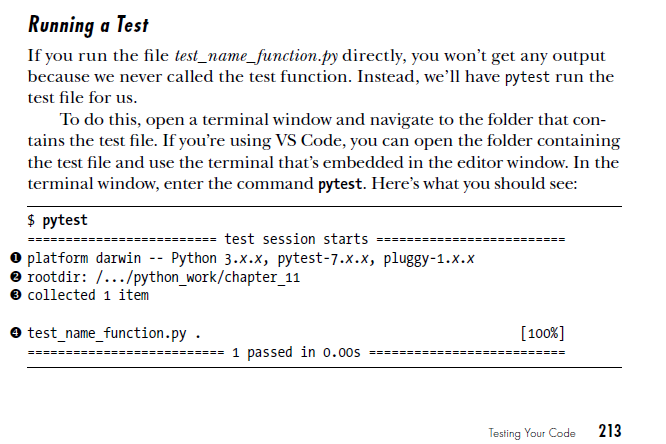 Running a Test
If you run the file test_name_function.py directly, you won't get any output
because we never called the test function. Instead, we'll have pytest run the
test file for us.
To do this, open a terminal window and navigate to the folder that con-
tains the test file. If you're using VS Code, you can open the folder containing
the test file and use the terminal that's embedded in the editor window. In the
terminal window, enter the command pytest. Here's what you should see:
$ pytest
========================= test session starts =========================
❶ platform darwin -- Python 3.x.x, pytest-7.x.x, pluggy-1.x.x
❷ rootdir: /.../python_work/chapter_11
❸ collected 1 item
❹ test_name_function.py . [100%]
========================== 1 passed in 0.00s ==========================
Testing Your Code 213